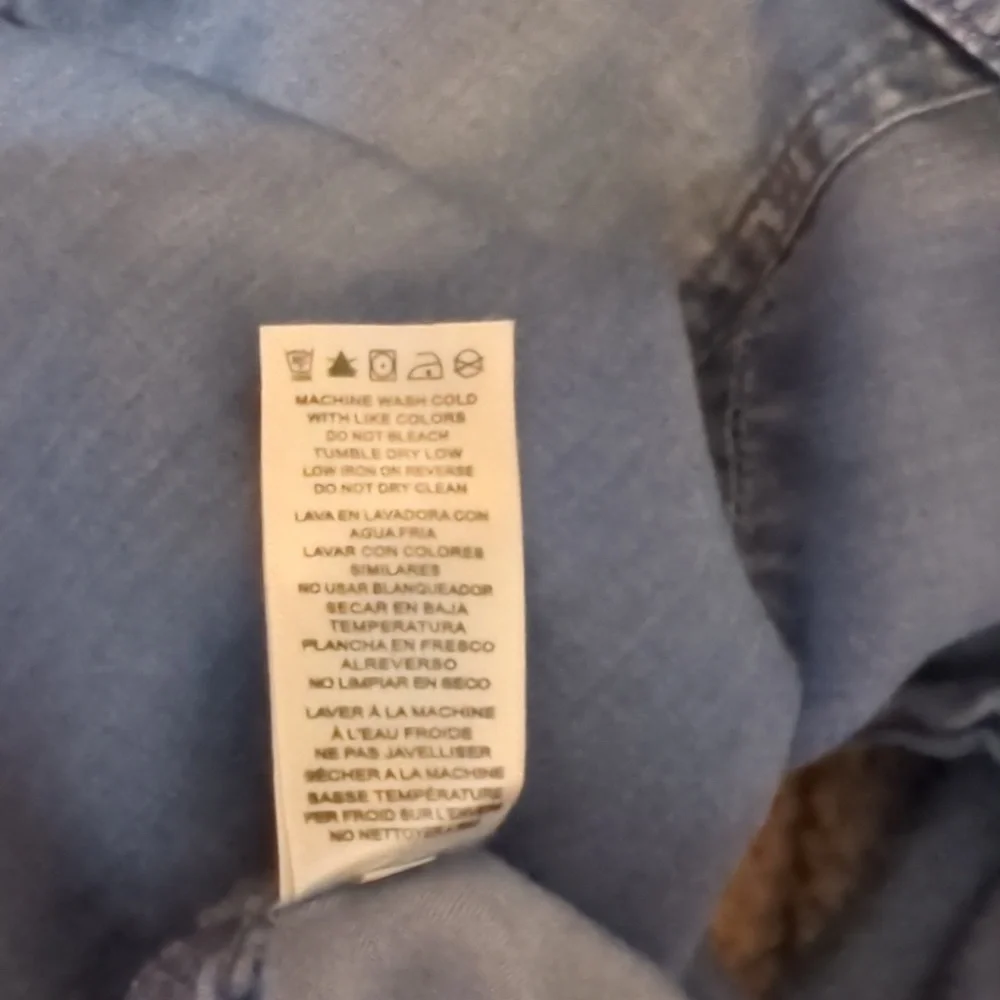 MACHINE WASH COLD
WITH LIKE COLORS
DO NOT BLEACH
TUMBLE DRY LOW
LOW IRON ON REVERSE
DO NOT DRY CLEAN
LAVA EN LAVADORA CON
AGUA FRIA
LAVAR CON COLORES
SIMILARES
NO USAR BLANQUEADOR
SECAR EN BAJA
TEMPERATURA
PLANCHA EN FRESCO
AL REVERSO
NO LIMPIAR EN SECO
LAVER À LA MACHINE
À L'EAU FROIDE
NE PAS JAVELLISER
SÉCHER A LA MACHINE
BASSE TEMPÉRATURE
FER FROID SUR
NO